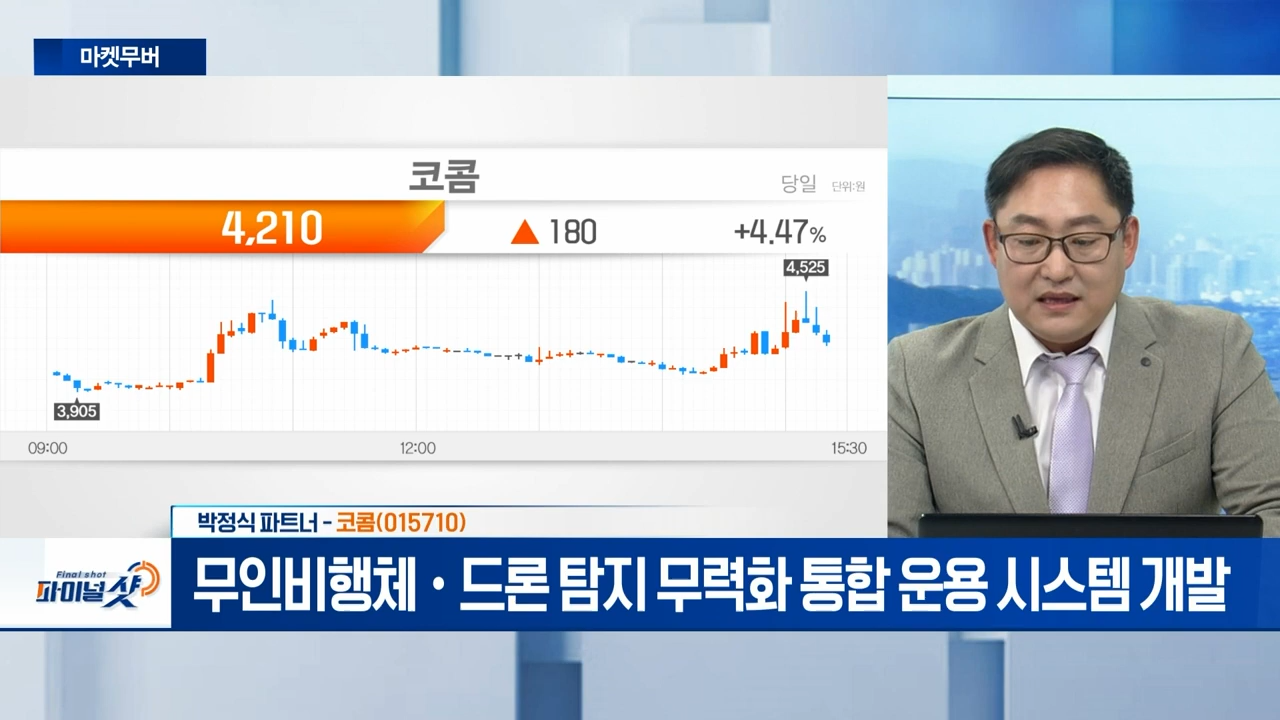 마켓무버
코콤
당일 단위:원
4,210 ▲ 180 +4.47%
4,525
3,905
09:00 12:00 15:30
박정식 파트너 - 코콤(015710)
Final shot
파이널샷
무인비행체·드론 탐지 무력화 통합 운용 시스템 개발